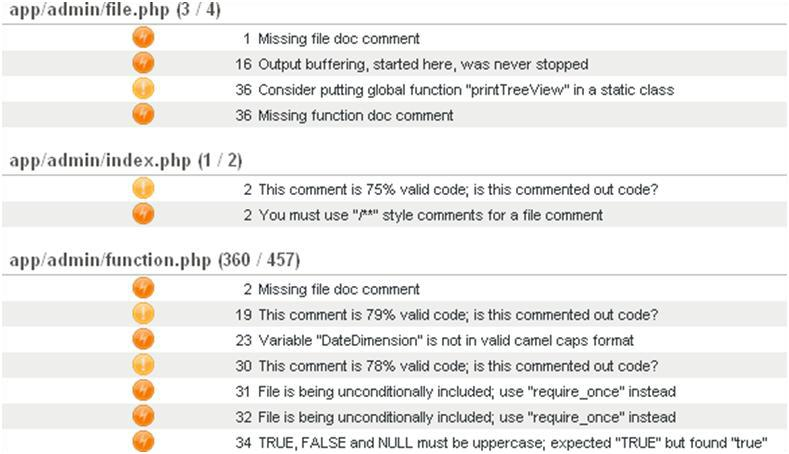 app/admin/file.php (3 / 4)
1 Missing file doc comment
16 Output buffering, started here, was never stopped
36 Consider putting global function "printTreeView" in a static class
36 Missing function doc comment
app/admin/index.php (1 / 2)
2 This comment is 75% valid code; is this commented out code?
2 You must use "/**" style comments for a file comment
app/admin/function.php (360 / 457)
2 Missing file doc comment
19 This comment is 79% valid code; is this commented out code?
23 Variable "DateDimension" is not in valid camel caps format
30 This comment is 78% valid code; is this commented out code?
31 File is being unconditionally included; use "require_once" instead
32 File is being unconditionally included; use "require_once" instead
34 TRUE, FALSE and NULL must be uppercase; expected "TRUE" but found "true"